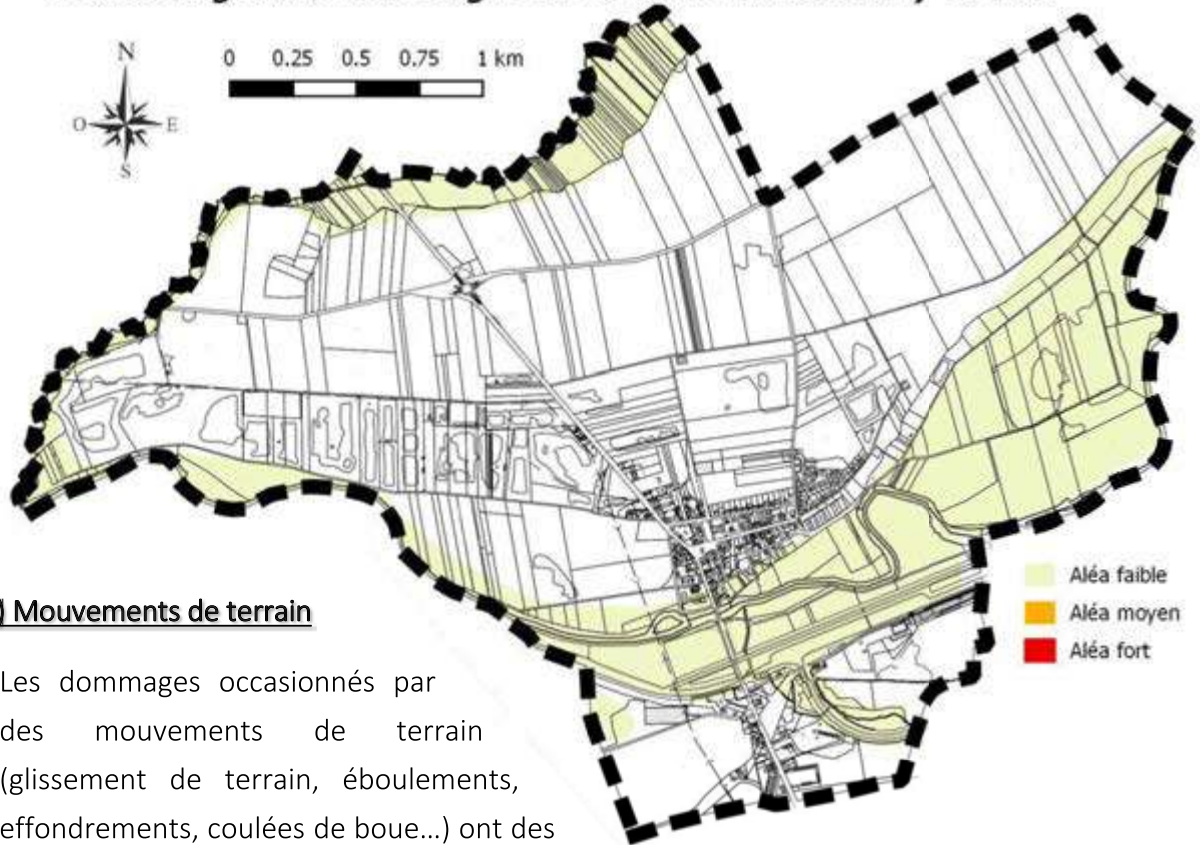 N
O E
S
0 0.25 0.5 0.75 1 km
Aléa faible
Aléa moyen
Aléa fort
) Mouvements de terrain
Les dommages occasionnés par
des mouvements de terrain
(glissement de terrain, éboulements,
effondrements, coulées de boue…) ont des